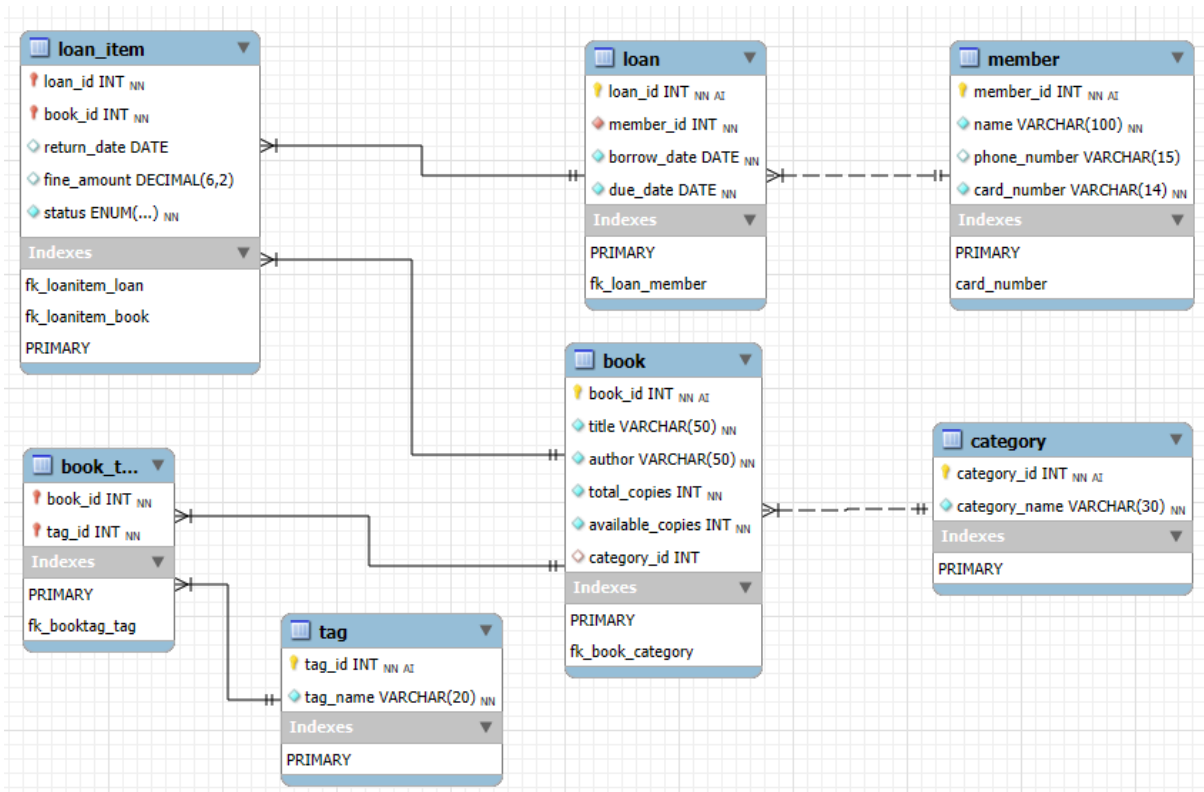 loan_item
loan_id INT NN
book_id INT NN
return_date DATE
fine_amount DECIMAL(6,2)
status ENUM(...) NN
Indexes
fk_loanitem_loan
fk_loanitem_book
PRIMARY
loan
loan_id INT NN AI
member_id INT NN
borrow_date DATE NN
due_date DATE NN
Indexes
PRIMARY
fk_loan_member
member
member_id INT NN AI
name VARCHAR(100) NN
phone_number VARCHAR(15)
card_number VARCHAR(14) NN
Indexes
PRIMARY
card_number
book_t...
book_id INT NN
tag_id INT NN
Indexes
PRIMARY
fk_booktag_tag
tag
tag_id INT NN AI
tag_name VARCHAR(20) NN
Indexes
PRIMARY
book
book_id INT NN AI
title VARCHAR(50) NN
author VARCHAR(50) NN
total_copies INT NN
available_copies INT NN
category_id INT
Indexes
PRIMARY
fk_book_category
category
category_id INT NN AI
category_name VARCHAR(30) NN
Indexes
PRIMARY